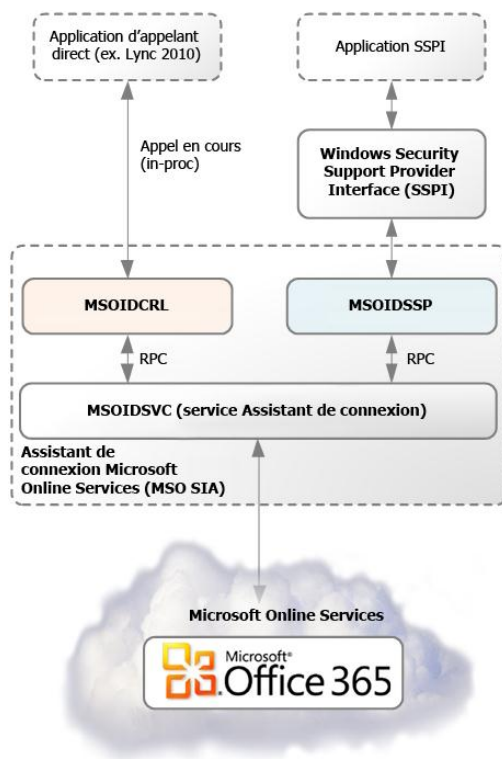 Application d'appelant
direct (ex. Lync 2010)
Application SSPI
Appel en cours
(in-proc)
Windows Security
Support Provider
Interface (SSPI)
MSOIDCRL
MSOIDSSP
RPC
RPC
MSOIDSVC (service Assistant de connexion)
Assistant de
connexion Microsoft
Online Services (MSO SIA)
Microsoft Online Services
Microsoft®
Office 365